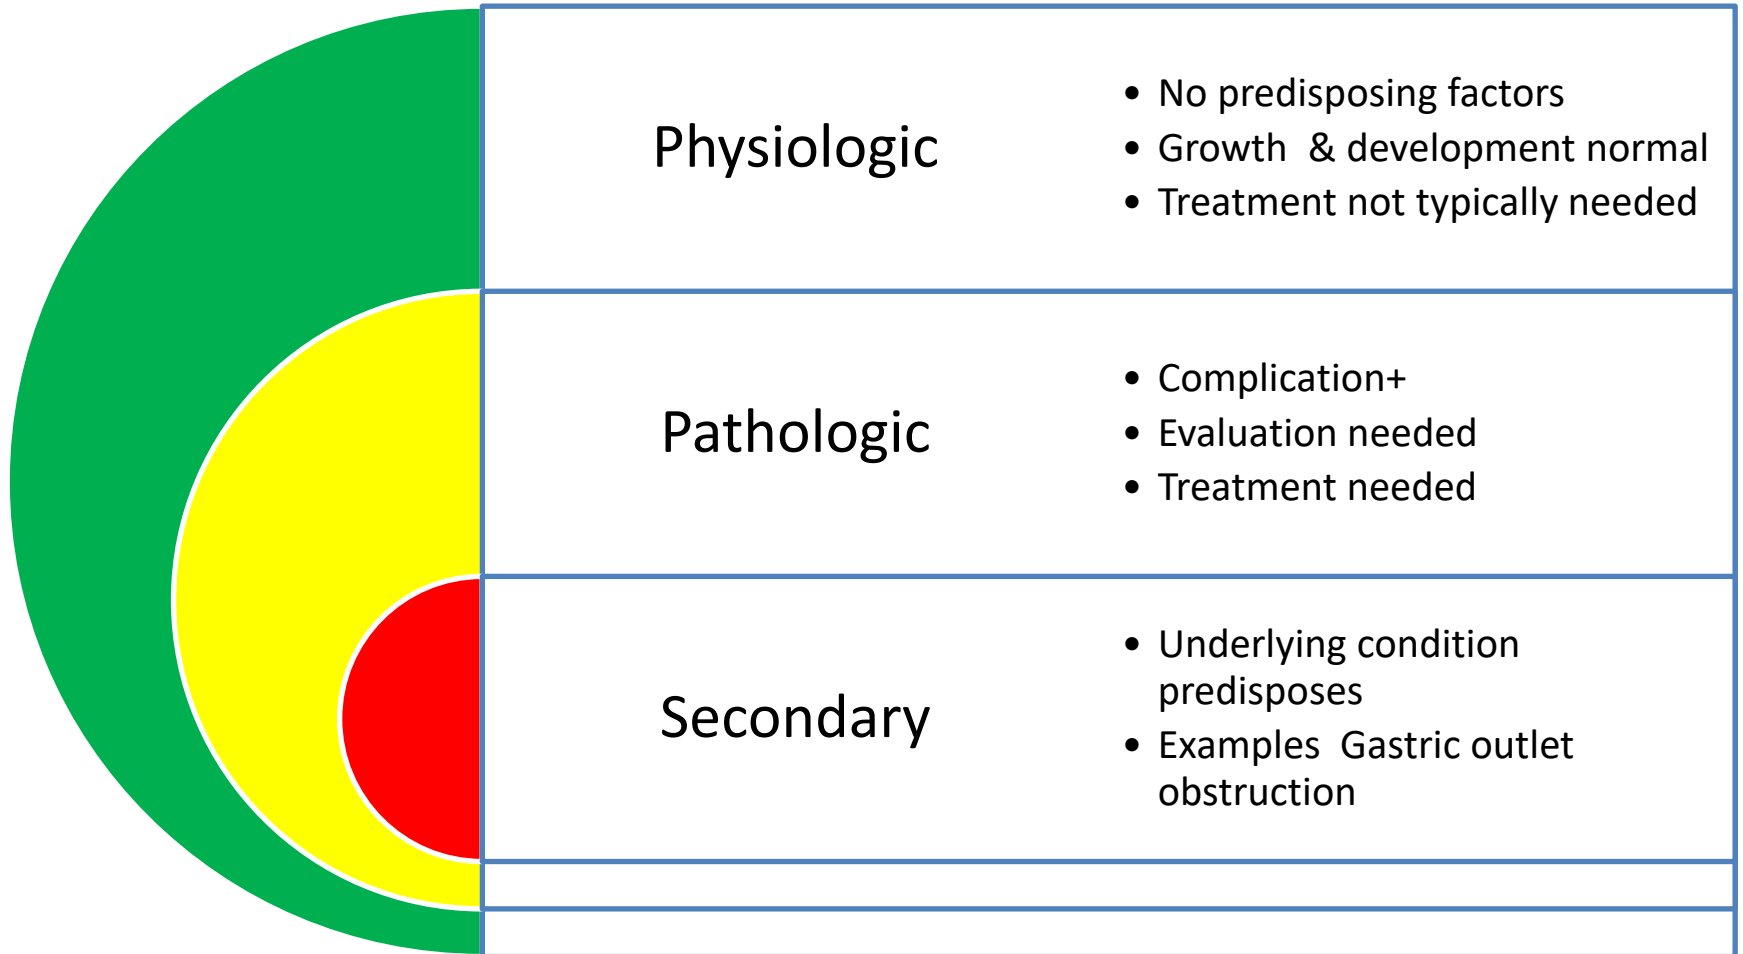 Physiologic
• No predisposing factors
• Growth & development normal
• Treatment not typically needed
Pathologic
• Complication+
• Evaluation needed
• Treatment needed
Secondary
• Underlying condition
predisposes
• Examples Gastric outlet
obstruction